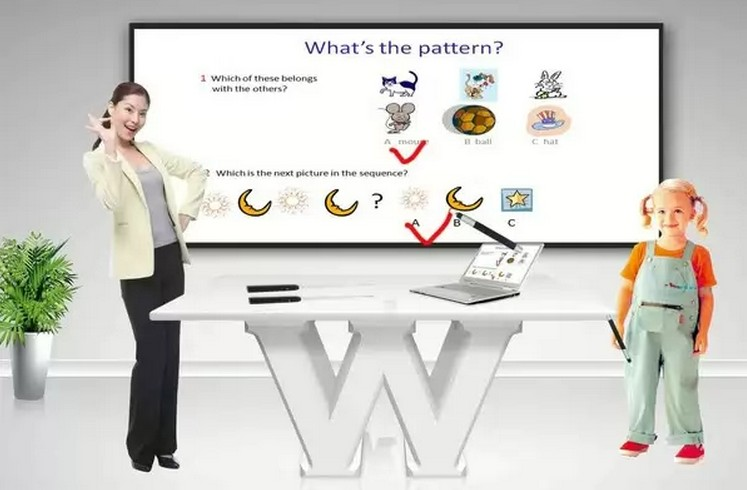 What's the pattern?
1 Which of these belongs
with the others?
A mouse B ball C hat
2 Which is the next picture in the sequence?
?
A B C